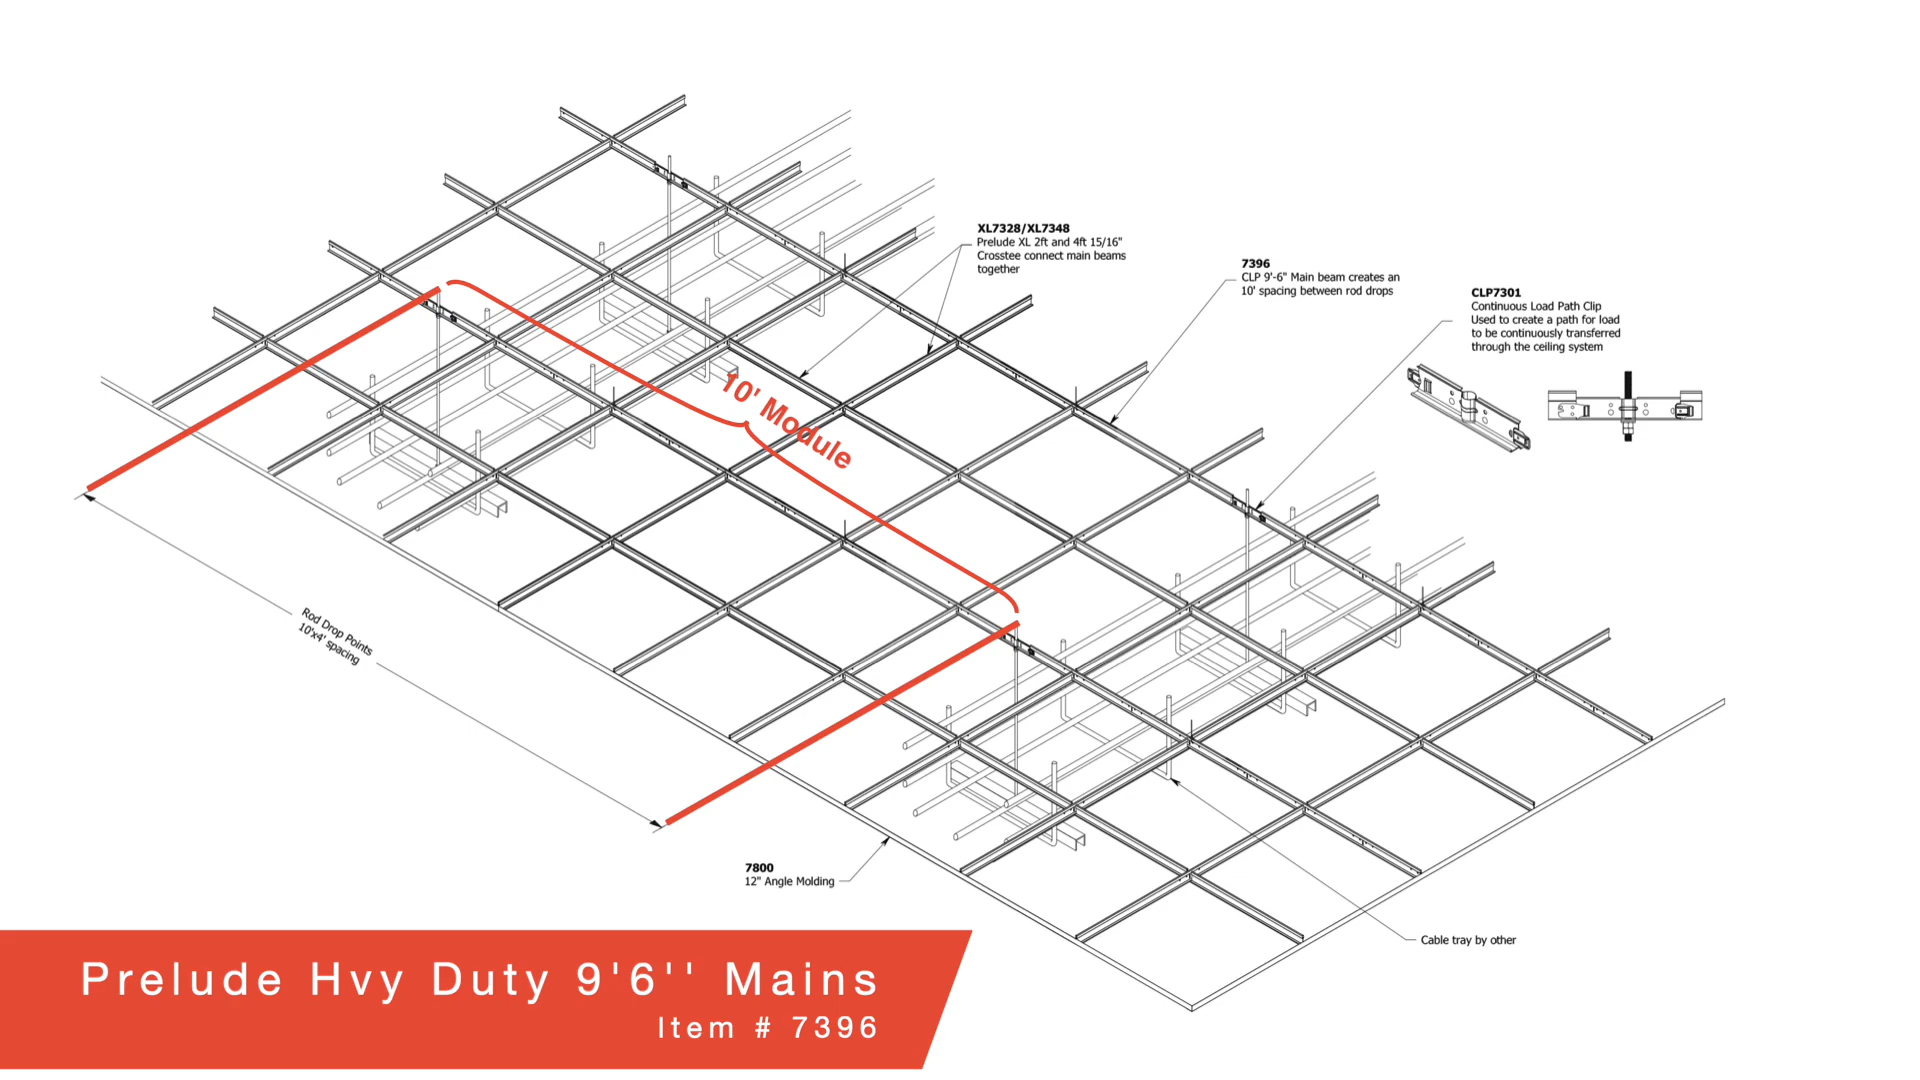 XL7328/XL7348
Prelude XL 2ft and 4ft 15/16"
Crosstee connect main beams
together
7396
CLP 9'-6" Main beam creates an
10' spacing between rod drops
CLP7301
Continuous Load Path Clip
Used to create a path for load
to be continuously transferred
through the ceiling system
10' Module
Rod Drop Points
10'x4' spacing
7800
12" Angle Molding
Cable tray by other
Prelude Hvy Duty 9'6'' Mains
Item # 7396